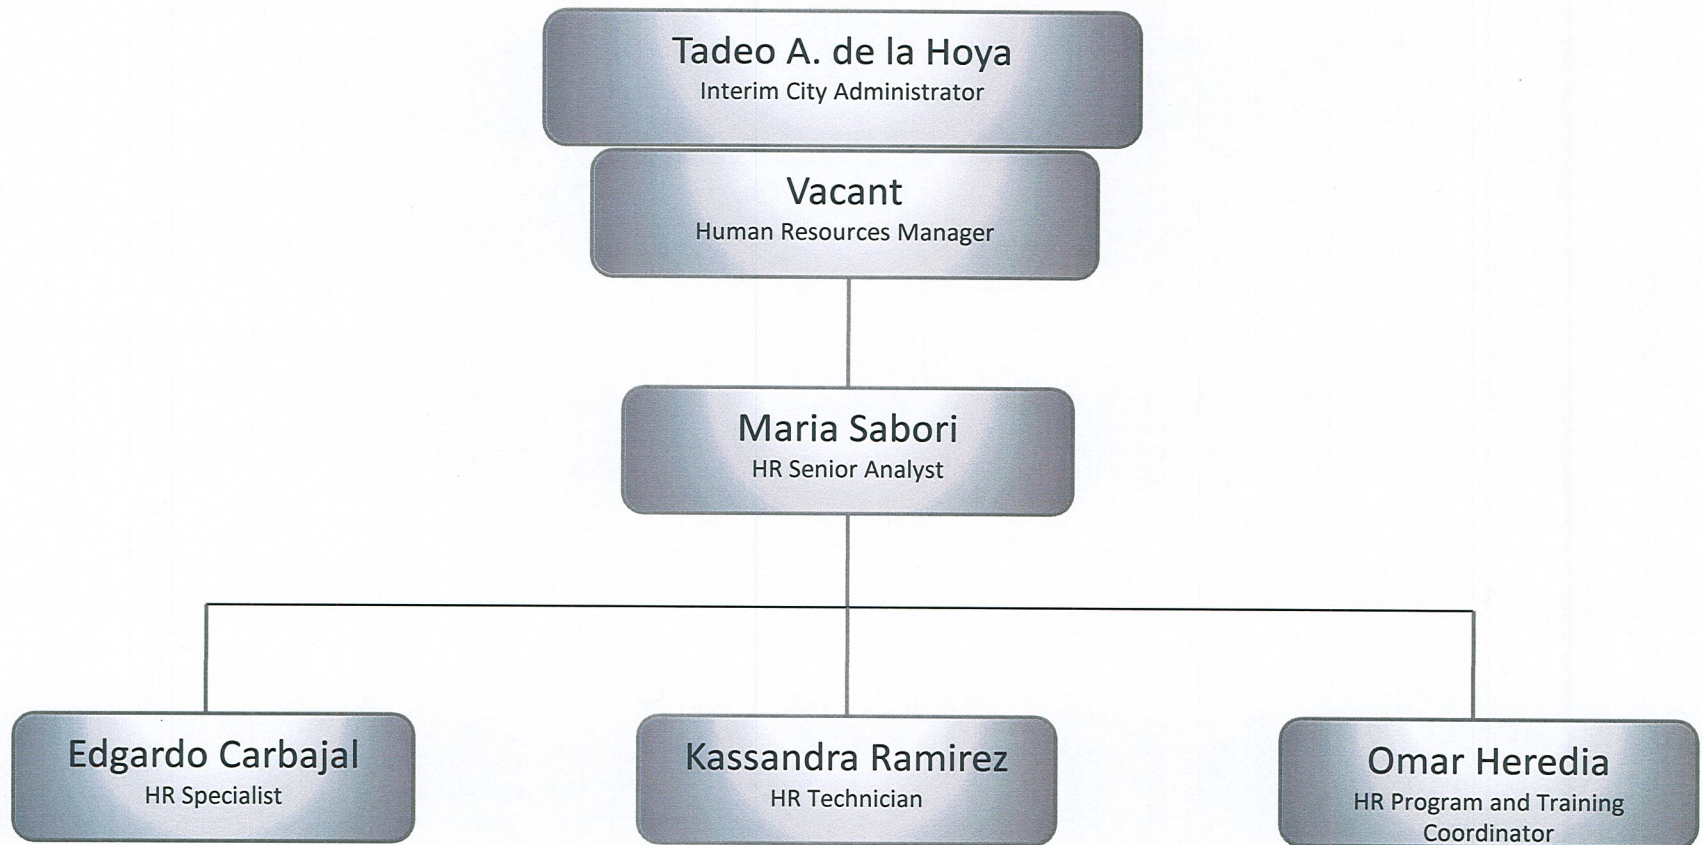 Tadeo A. de la Hoya
Interim City Administrator
Vacant
Human Resources Manager
Maria Sabori
HR Senior Analyst
Edgardo Carbajal
HR Specialist
Kassandra Ramirez
HR Technician
Omar Heredia
HR Program and Training
Coordinator